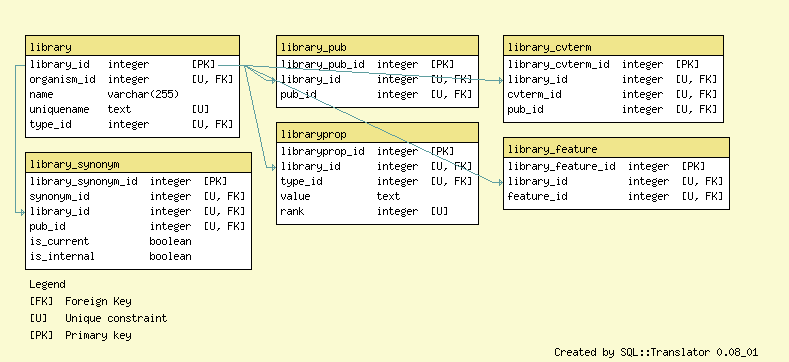 library
library_id integer [PK]
organism_id integer [U, FK]
name varchar(255)
uniquename text [U]
type_id integer [U, FK]
library_synonym
library_synonym_id integer [PK]
synonym_id integer [U, FK]
library_id integer [U, FK]
pub_id integer [U, FK]
is_current boolean
is_internal boolean
library_pub
library_pub_id integer [PK]
library_id integer [U, FK]
pub_id integer [U, FK]
libraryprop
libraryprop_id integer [PK]
library_id integer [U, FK]
type_id integer [U, FK]
value text
rank integer [U]
library_cvterm
library_cvterm_id integer [PK]
library_id integer [U, FK]
cvterm_id integer [U, FK]
pub_id integer [U, FK]
library_feature
library_feature_id integer [PK]
library_id integer [U, FK]
feature_id integer [U, FK]
Legend
[FK] Foreign Key
[U] Unique constraint
[PK] Primary key
Created by SQL::Translator 0.08_01